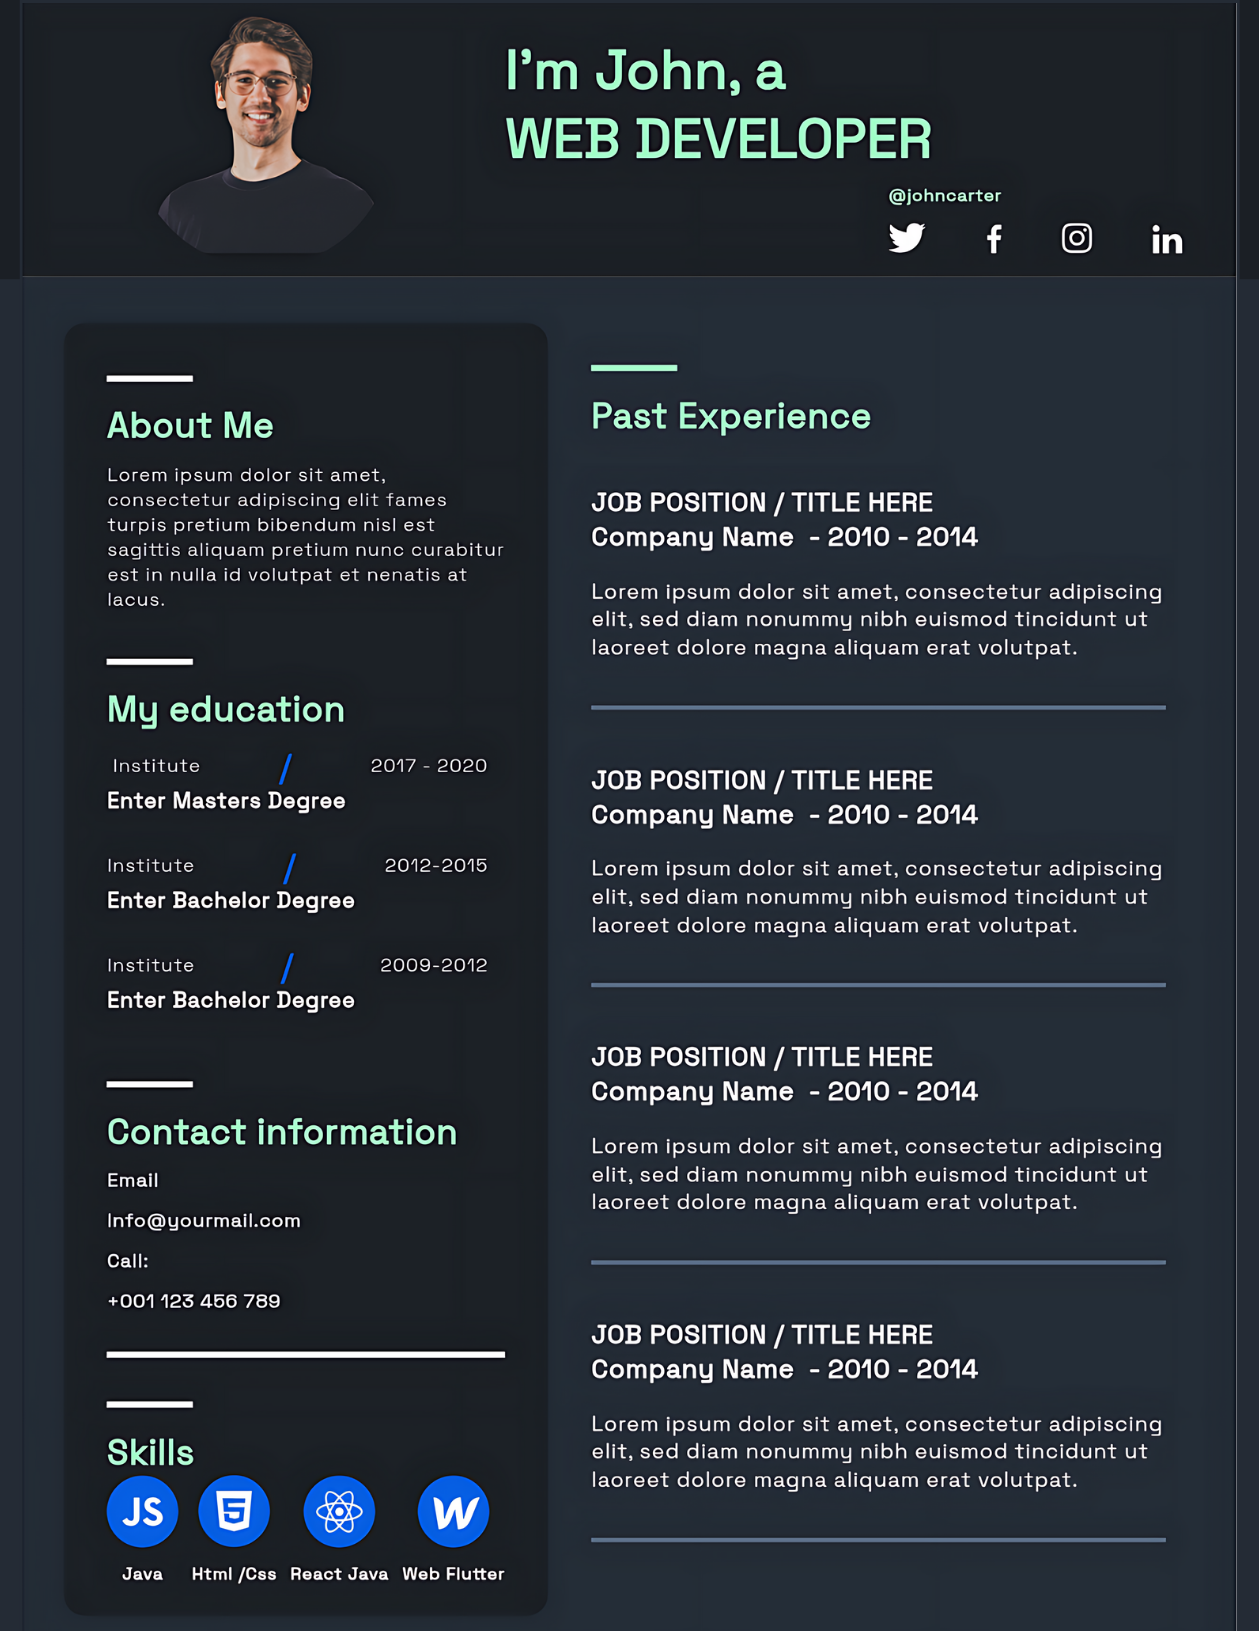 I'm John, a
WEB DEVELOPER
@johncarter
About Me
Lorem ipsum dolor sit amet,
consectetur adipiscing elit fames
turpis pretium bibendum nisl est
sagittis aliquam pretium nunc curabitur
est in nulla id volutpat et nenatis at
lacus.
My education
Institute / 2017 - 2020
Enter Masters Degree
Institute / 2012-2015
Enter Bachelor Degree
Institute / 2009-2012
Enter Bachelor Degree
Contact information
Email
Info@yourmail.com
Call:
+001 123 456 789
Skills
JS 5 W
Java Html /Css React Java Web Flutter
Past Experience
JOB POSITION / TITLE HERE
Company Name - 2010 - 2014
Lorem ipsum dolor sit amet, consectetur adipiscing
elit, sed diam nonummy nibh euismod tincidunt ut
laoreet dolore magna aliquam erat volutpat.
JOB POSITION / TITLE HERE
Company Name - 2010 - 2014
Lorem ipsum dolor sit amet, consectetur adipiscing
elit, sed diam nonummy nibh euismod tincidunt ut
laoreet dolore magna aliquam erat volutpat.
JOB POSITION / TITLE HERE
Company Name - 2010 - 2014
Lorem ipsum dolor sit amet, consectetur adipiscing
elit, sed diam nonummy nibh euismod tincidunt ut
laoreet dolore magna aliquam erat volutpat.
JOB POSITION / TITLE HERE
Company Name - 2010 - 2014
Lorem ipsum dolor sit amet, consectetur adipiscing
elit, sed diam nonummy nibh euismod tincidunt ut
laoreet dolore magna aliquam erat volutpat.